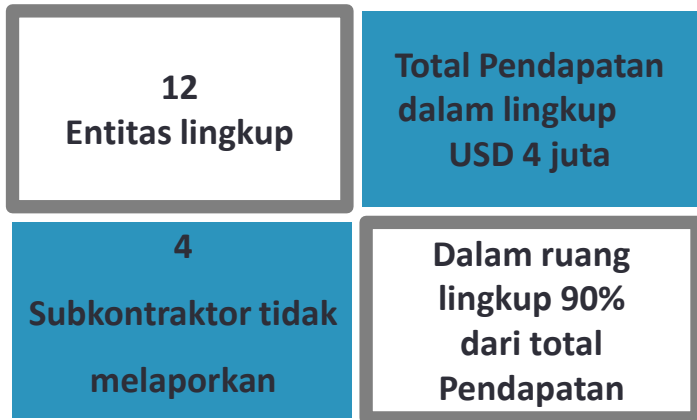 12
Entitas lingkup
Total Pendapatan
dalam lingkup
USD 4 juta
4
Subkontraktor tidak
melaporkan
Dalam ruang
lingkup 90%
dari total
Pendapatan